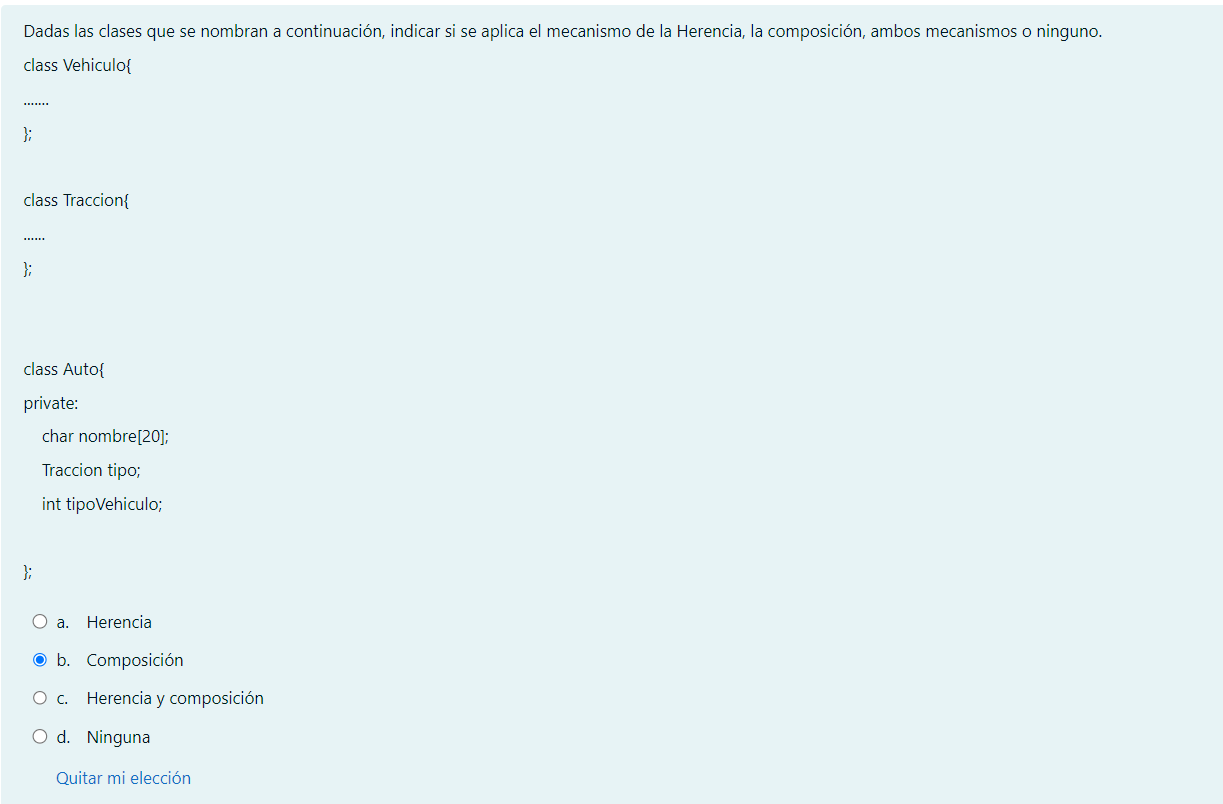 Dadas las clases que se nombran a continuación, indicar si se aplica el mecanismo de la Herencia, la composición, ambos mecanismos o ninguno.
class Vehiculo{
.......
};
class Traccion{
......
};
class Auto{
private:
char nombre[20];
Traccion tipo;
int tipoVehiculo;
};
a. Herencia
b. Composición
c. Herencia y composición
d. Ninguna
Quitar mi elección